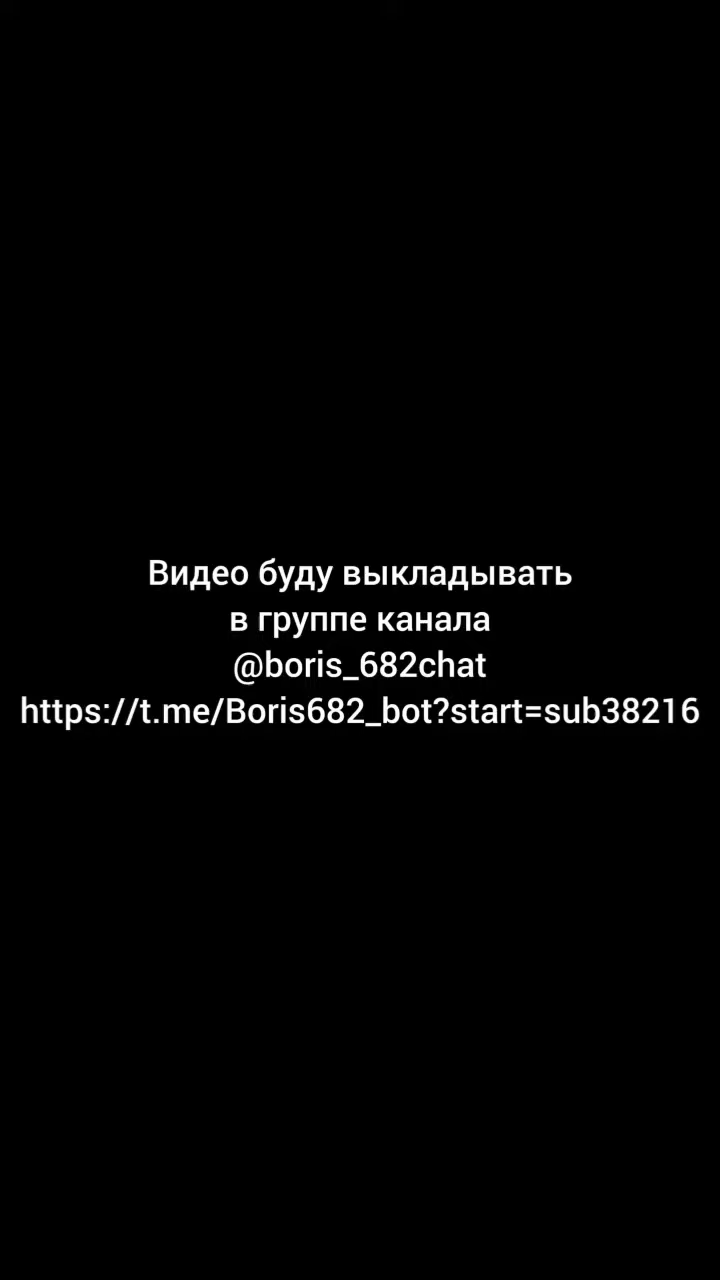 Видео буду выкладывать
в группе канала
@boris_682chat
https://t.me/Boris682_bot?start=sub38216